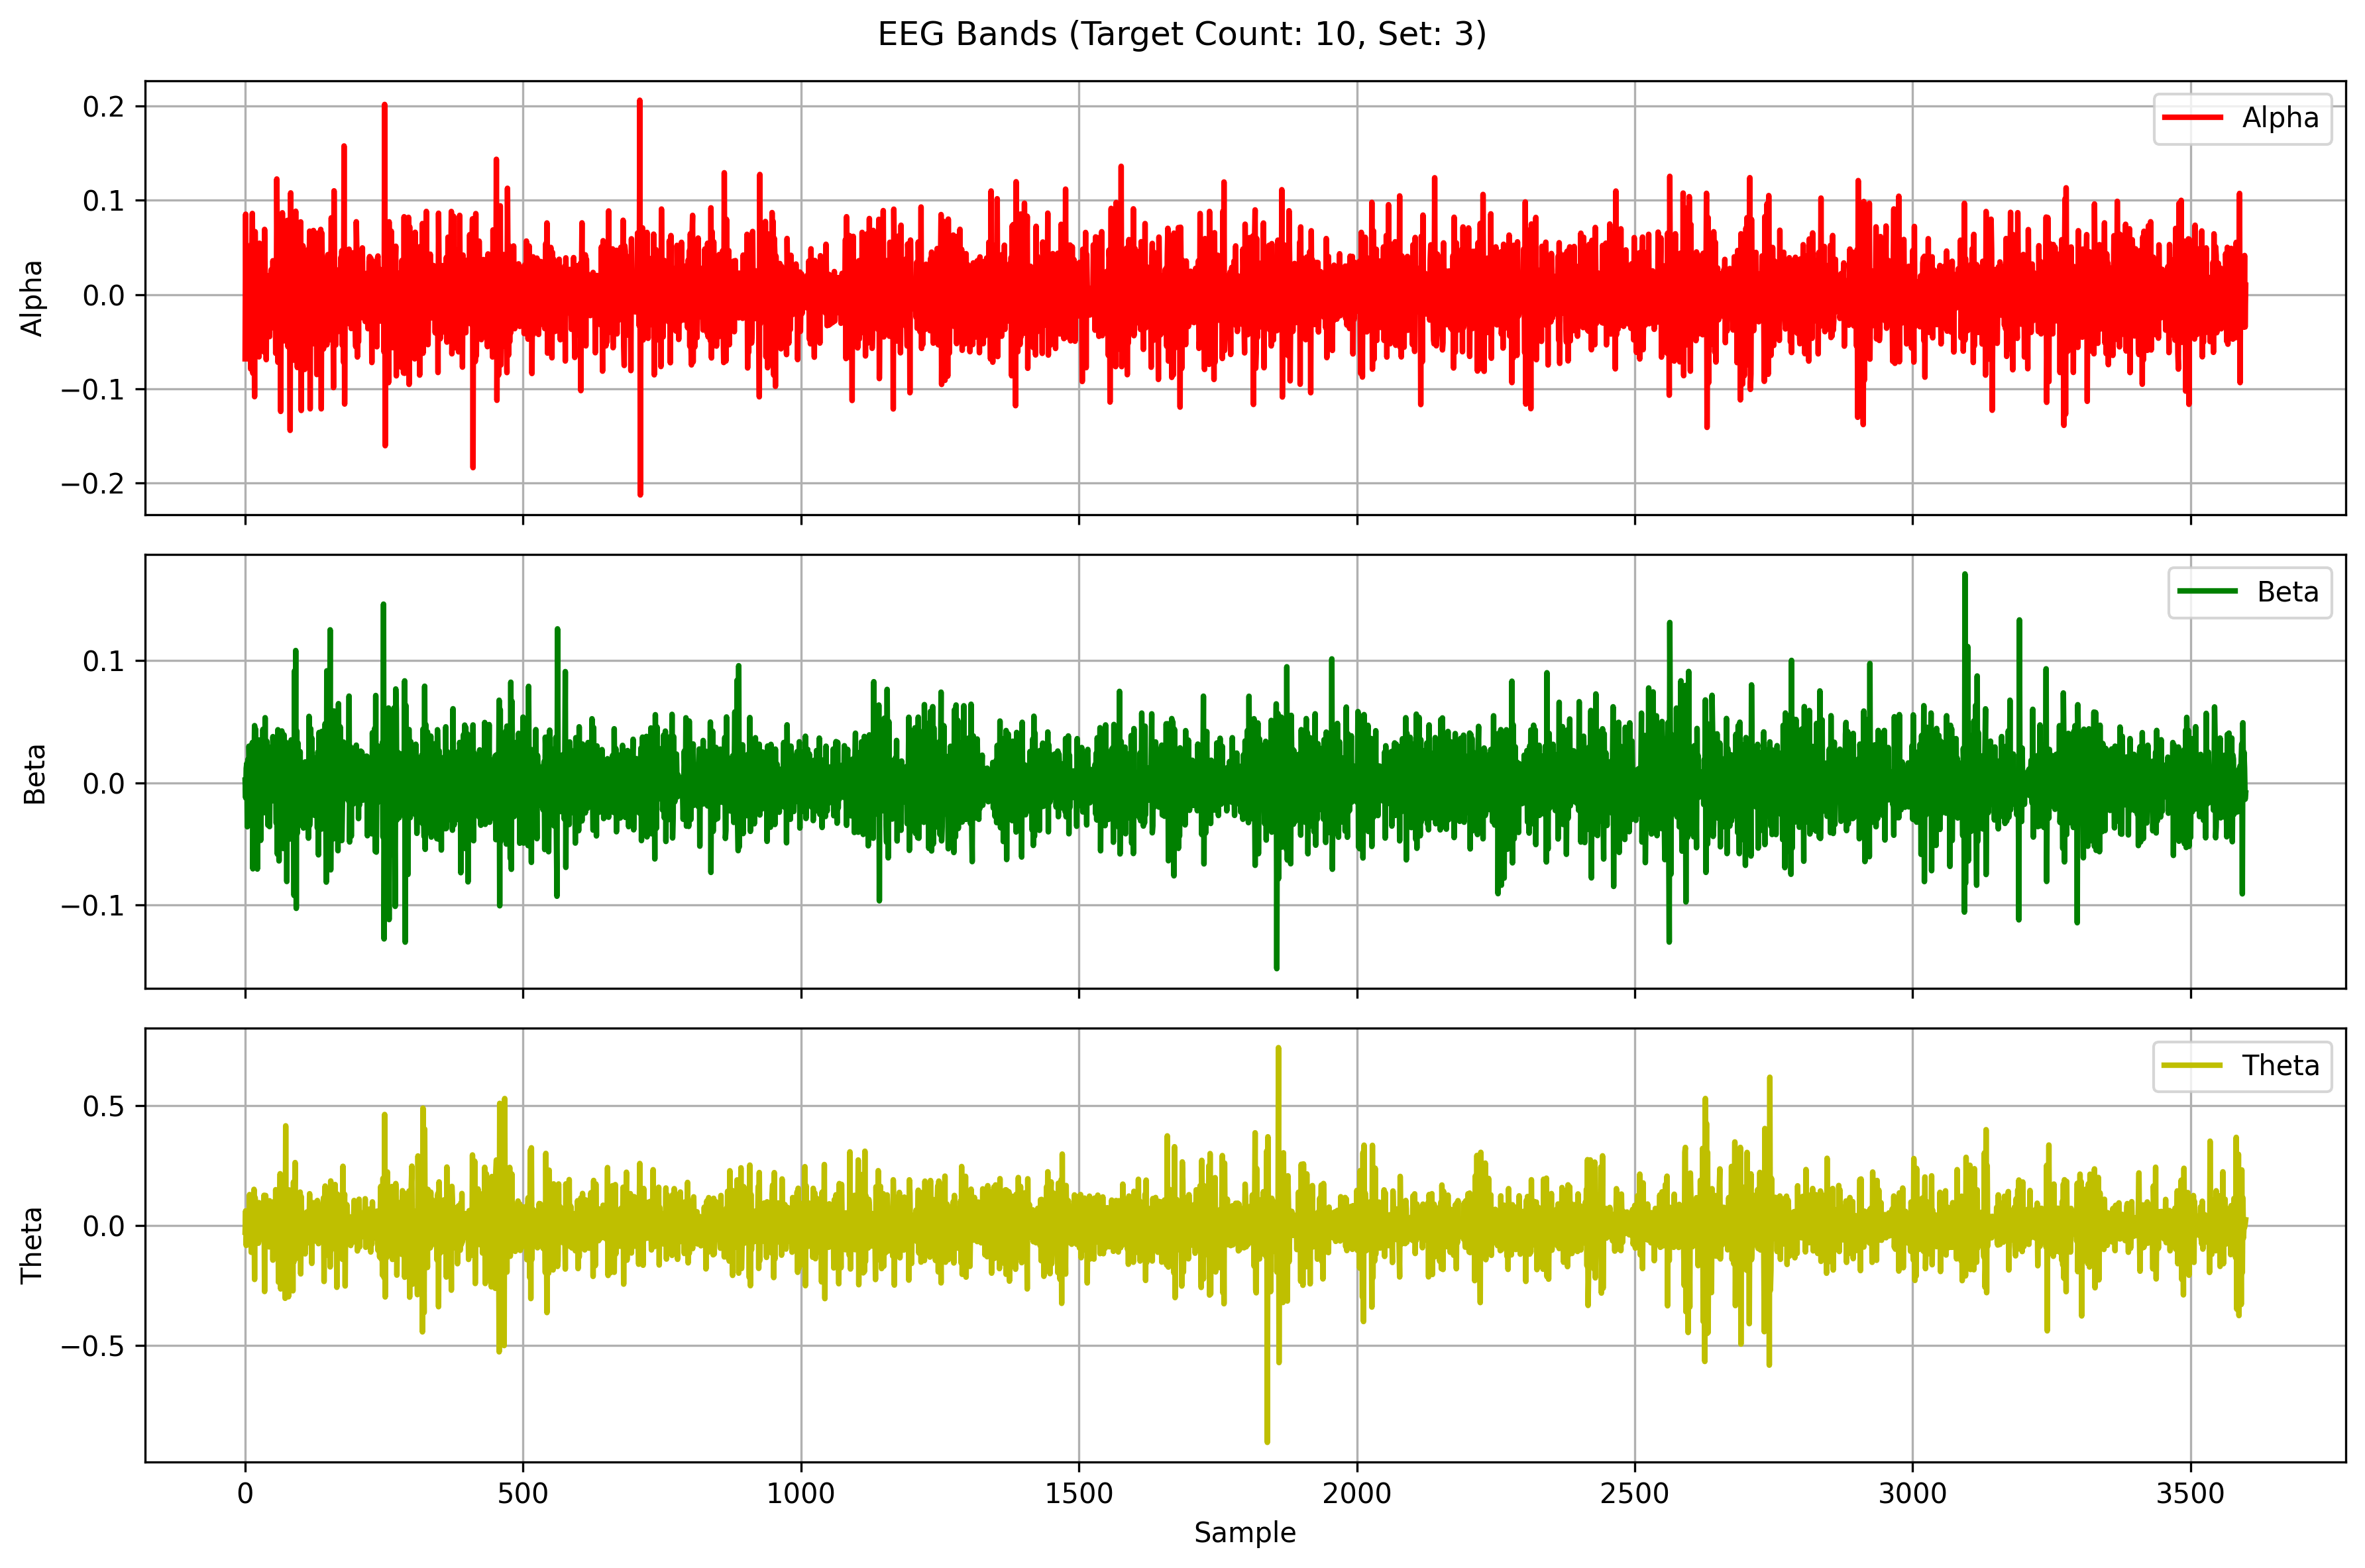 EEG Bands (Target Count: 10, Set: 3)
0.2
0.1
0.0
−0.1
−0.2
Alpha
Alpha
0.1
0.0
−0.1
Beta
Beta
0.5
0.0
−0.5
Theta
Theta
0 500 1000 1500 2000 2500 3000 3500
Sample